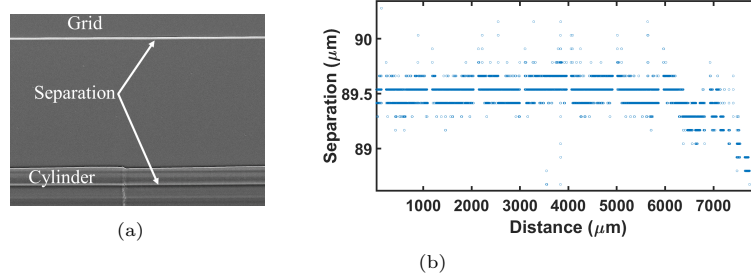 (a)
Grid
Separation
Cylinder
(b)
Separation (μm)
90
89.5
89
1000 2000 3000 4000 5000 6000 7000
Distance (μm)